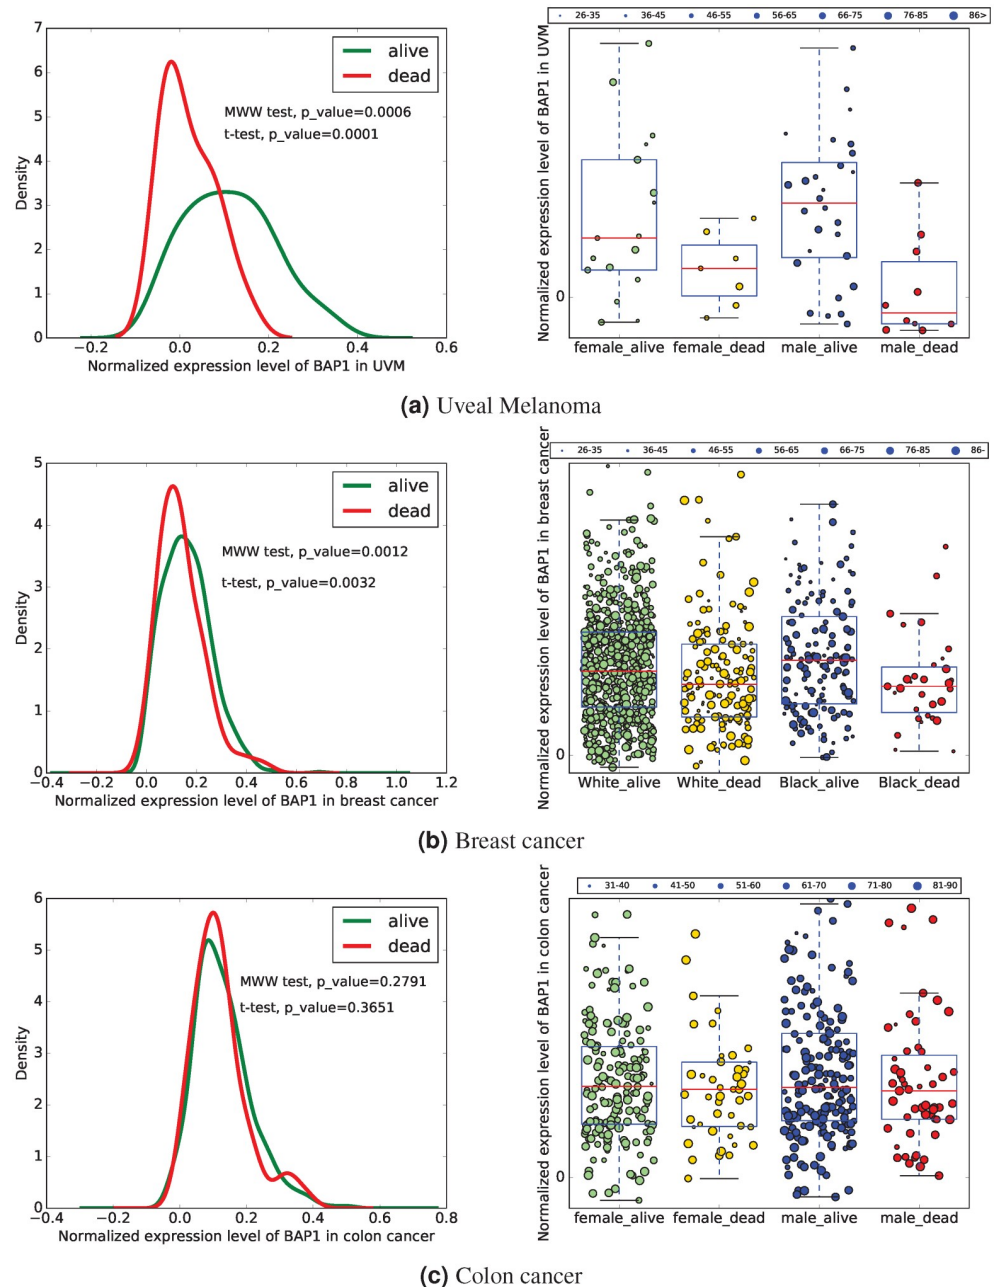 7
6
5
4
3
2
1
0
Density
alive
dead
MWW test, p_value=0.0006
t-test, p_value=0.0001
−0.2 0.0 0.2 0.4 0.6
Normalized expression level of BAP1 in UVM
26-35 36-45 46-55 56-65 66-75 76-85 86>
Normalized expression level of BAP1 in UVM
0
female_alive female_dead male_alive male_dead
(a) Uveal Melanoma
5
4
3
2
1
0
Density
alive
dead
MWW test, p_value=0.0012
t-test, p_value=0.0032
−0.4 −0.2 0.0 0.2 0.4 0.6 0.8 1.0 1.2
Normalized expression level of BAP1 in breast cancer
26-35 36-45 46-55 56-65 66-75 76-85 86-
Normalized expression level of BAP1 in breast cancer
0
White_alive White_dead Black_alive Black_dead
(b) Breast cancer
6
5
4
3
2
1
0
Density
alive
dead
MWW test, p_value=0.2791
t-test, p_value=0.3651
−0.4 −0.2 0.0 0.2 0.4 0.6 0.8
Normalized expression level of BAP1 in colon cancer
31-40 41-50 51-60 61-70 71-80 81-90
Normalized expression level of BAP1 in colon cancer
0
female_alive female_dead male_alive male_dead
(c) Colon cancer